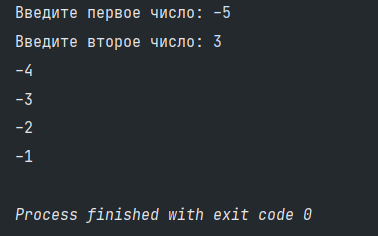 Введите первое число: -5
Введите второе число: 3
-4
-3
-2
-1
Process finished with exit code 0